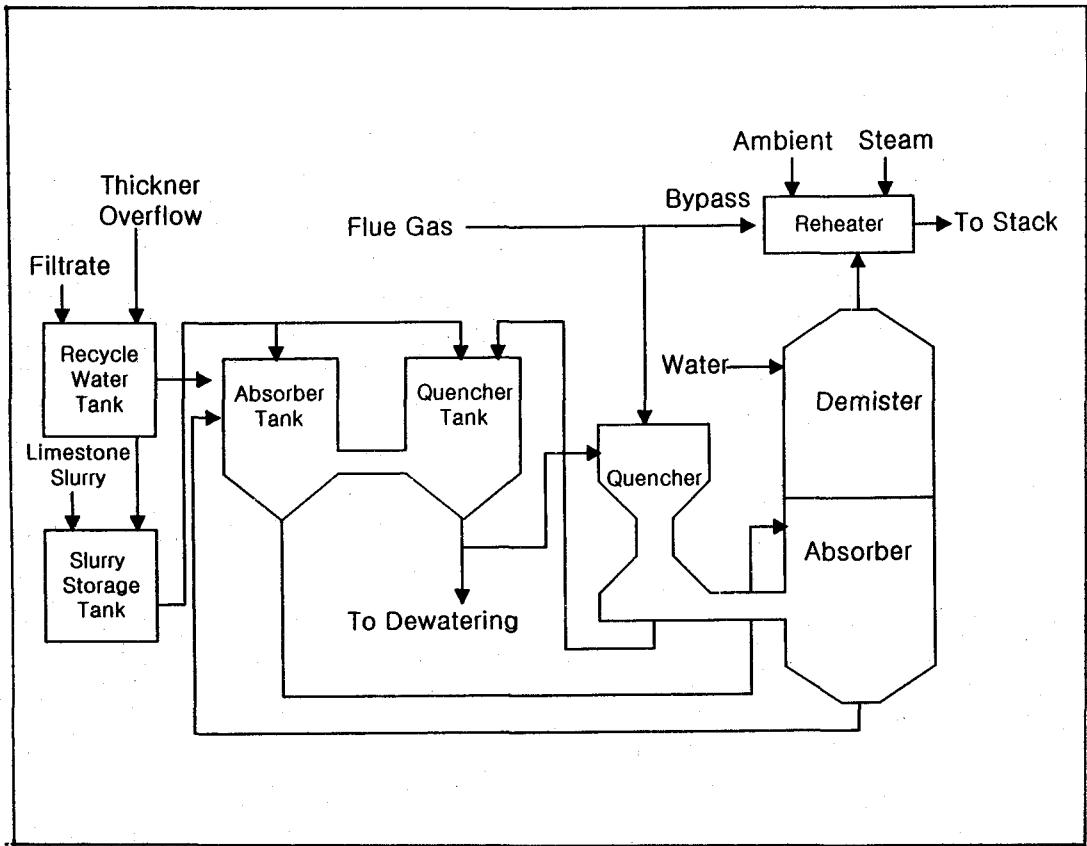 Ambient Steam
Thickner
Overflow
Bypass
Flue Gas
Reheater
To Stack
Filtrate
Recycle
Water
Tank
Absorber
Tank
Quencher
Tank
Water
Demister
Limestone
Slurry
Quencher
Slurry
Storage
Tank
Absorber
To Dewatering